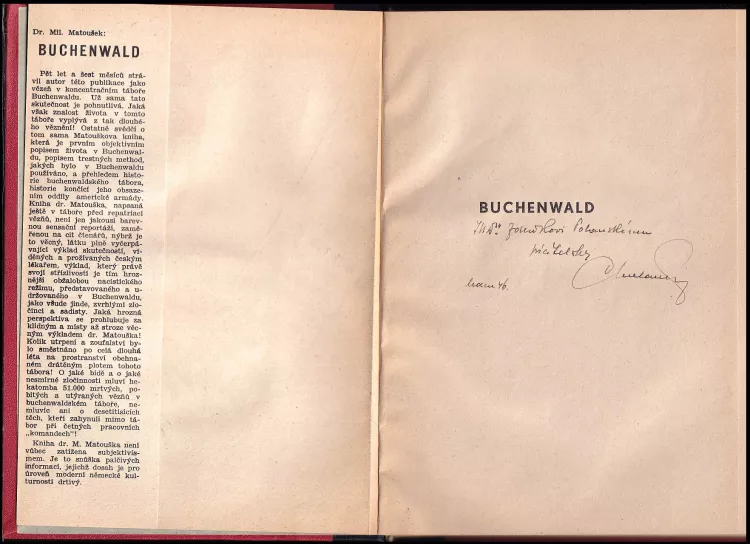 Dr. Mil. Matoušek:
BUCHENWALD
Pět let a šest měsíců strá-
vil autor této publikace jako
vězeň v koncentračním táboře
Buchenwaldu. Už sama tato
skutečnost je pohnutlivá. Jaká
však znalost života v tomto
táboře vyplývá z tak dlouhé-
ho věznění! Ostatně svědčí o
tom sama Matouškova kniha,
která je prvním objektivním
popisem života v Buchenwal-
du, popisem trestných method,
jakých bylo v Buchenwaldu
používáno, a přehledem histo-
rie buchenwaldského tábora,
historie končící jeho obsaze-
ním oddíly americké armády.
Kniha dr. Matouška, napsaná
ještě v táboře před repatriací
vězňů, není jen jakousi barev-
nou sensační reportáží, zamě-
řenou na cit čtenářů, nýbrž je
to věcný, látku plně vyčerpá-
vající výklad skutečností, vi-
děných a prožívaných českým
lékařem, výklad, který právě
svojí střízlivostí je tím hroz-
nější obžalobou nacistického
režimu, představovaného a u-
držovaného v Buchenwaldu,
jako všude jinde, zvrhlými zlo-
činci a sadisty. Jaká hrozná
perspektiva se prohlubuje za
klidným a místy až stroze věc-
ným výkladem dr. Matouška!
Kolik utrpení a zoufalství by-
lo směstnáno po celá dlouhá
léta na prostranství obehna-
ném drátěným plotem tohoto
tábora! O jaké bídě a o jaké
nesmírné zločinnosti mluví he-
katomba 51.000 mrtvých, po-
bitých a utýraných vězňů v
buchenwaldském táboře, ne-
mluvíc ani o desetitisících
těch, kteří zahynuli mimo tá-
bor při četných pracovních
„komandech“!
Kniha dr. M. Matouška není
vůbec zatížena subjektivis-
mem. Je to snůška palčivých
informací, jejichž dosah je pro
úroveň moderní německé kul-
turnosti drtivý.
BUCHENWALD
přátelsky